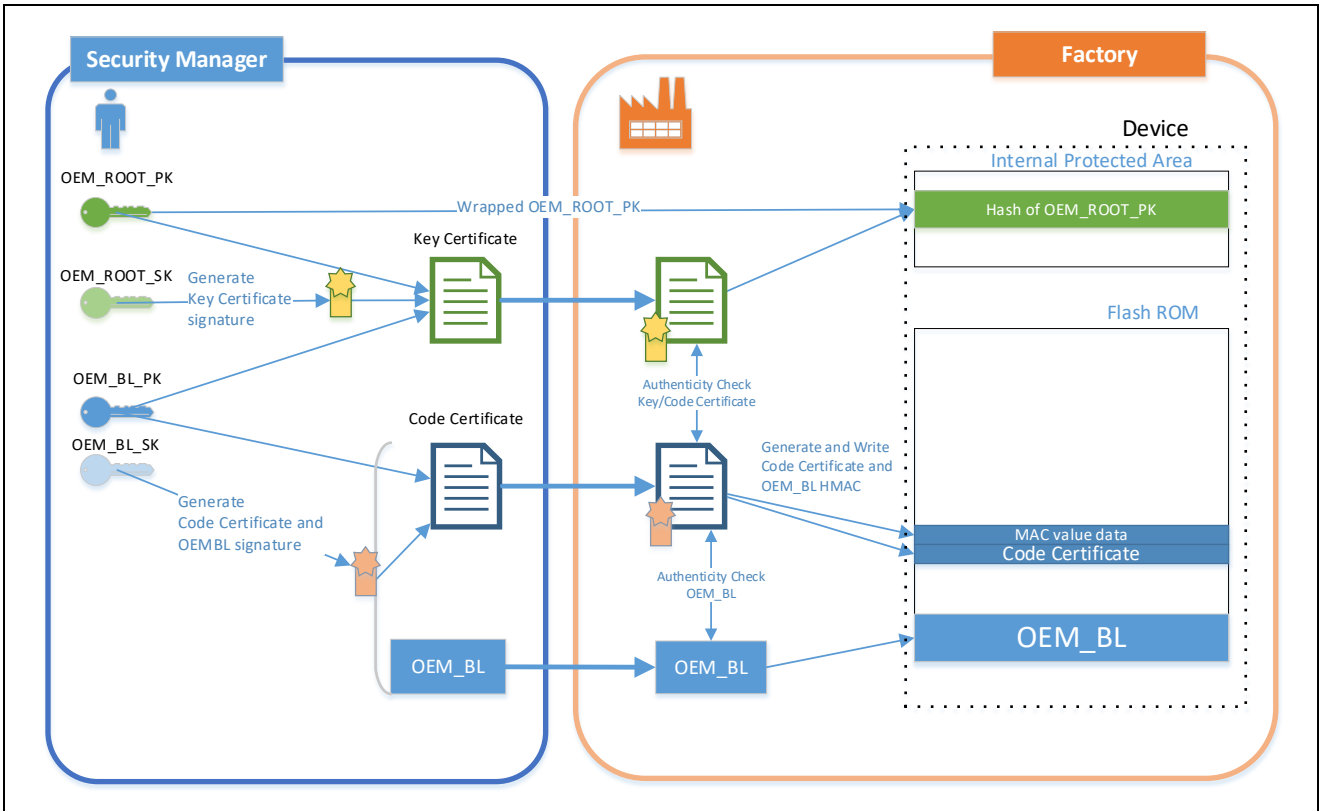 Security Manager
Factory
Device
OEM_ROOT_PK
Internal Protected Area
Wrapped OEM_ROOT_PK
Hash of OEM_ROOT_PK
Key Certificate
OEM_ROOT_SK
Generate
Key Certificate
signature
Flash ROM
OEM_BL_PK
Authenticity Check
Key/Code Certificate
Code Certificate
OEM_BL_SK
Generate and Write
Code Certificate and
OEM_BL HMAC
Generate
Code Certificate and
OEMBL signature
MAC value data
Code Certificate
Authenticity Check
OEM_BL
OEM_BL
OEM_BL
OEM_BL